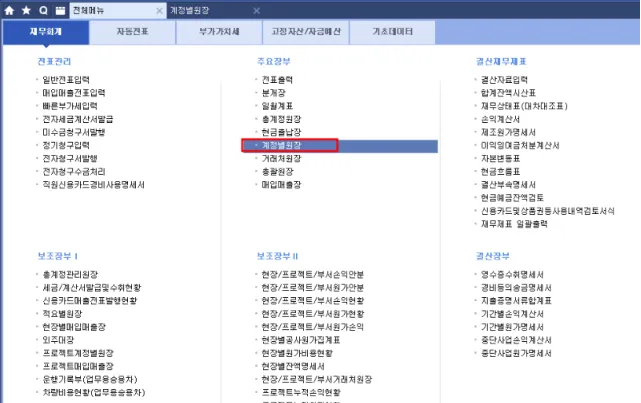 전체메뉴
계정별원장
재무회계
자동전표
부가가치세
고정자산/자금예산
기초데이터
전표관리
일반전표입력
매입매출전표입력
빠른부가세입력
전자세금계산서발급
미수금청구서발행
정기청구입력
전자청구서발행
전자청구수금처리
직원신용카드경비사용명세서
주요장부
전표출력
분개장
일월계표
총계정원장
현금출납장
계정별원장
거래처원장
총괄원장
매입매출장
결산재무제표
결산자료입력
합계잔액시산표
재무상태표(대차대조표)
손익계산서
제조원가명세서
이익잉여금처분계산서
자본변동표
현금흐름표
결산부속명세서
현금예금잔액검토
신용카드및상품권등사용내역검토서식
재무제표 일괄출력
보조장부 I
총계정관리원장
세금/계산서발급및수취현황
신용카드매출전표발행현황
적요별원장
현장별매입매출장
외주대장
프로젝트계정별원장
프로젝트매입매출장
운행기록부(업무용승용차)
차량비용현황(업무용승용차)
보조장부 II
현장/프로젝트/부서손익안분
현장/프로젝트/부서원가안분
현장/프로젝트/부서손익현황
현장/프로젝트/부서원가현황
현장/프로젝트/부서원가손익
현장별공사원가집계표
현장별원가비용현황
현장별잔액명세서
현장/프로젝트/부서거래처원장
프로젝트누적손익현황
결산장부
영수증수취명세서
경비등의송금명세서
지출증명서류합계표
기간별손익계산서
기간별원가명세서
중단사업손익계산서
중단사업원가명세서